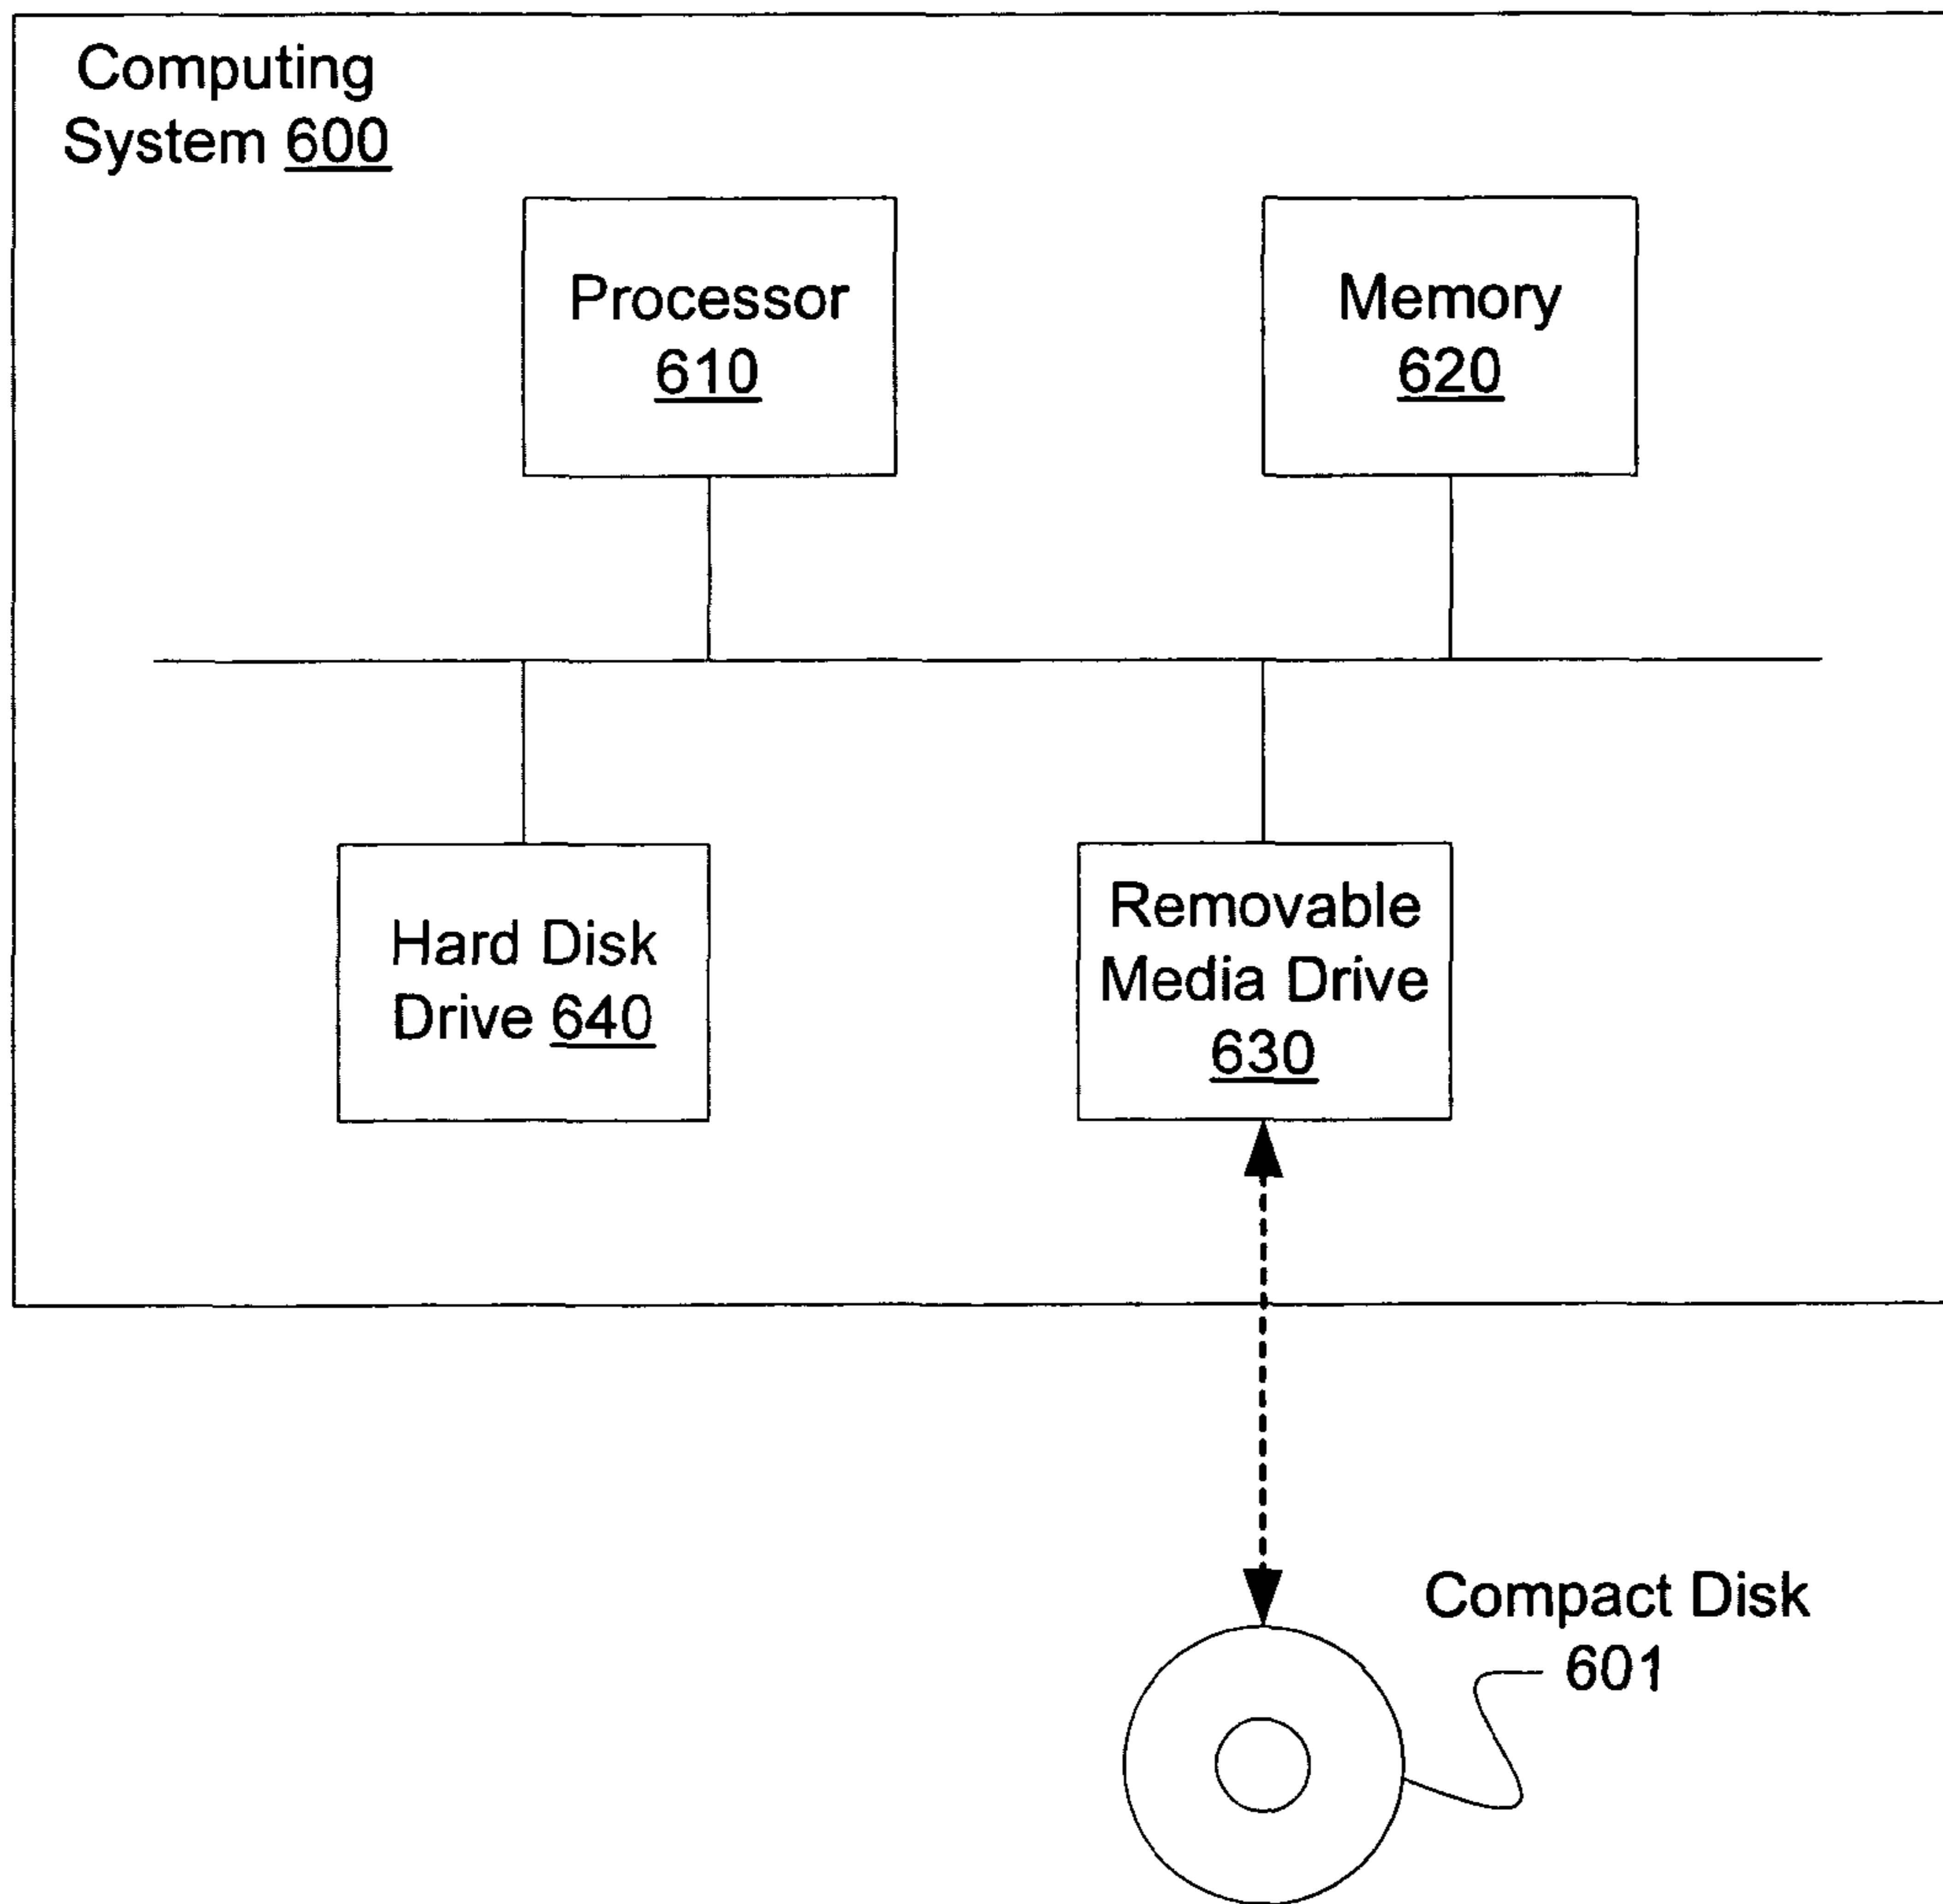 Computing
System 600
Processor
610
Memory
620
Hard Disk
Drive 640
Removable
Media Drive
630
Compact Disk
601